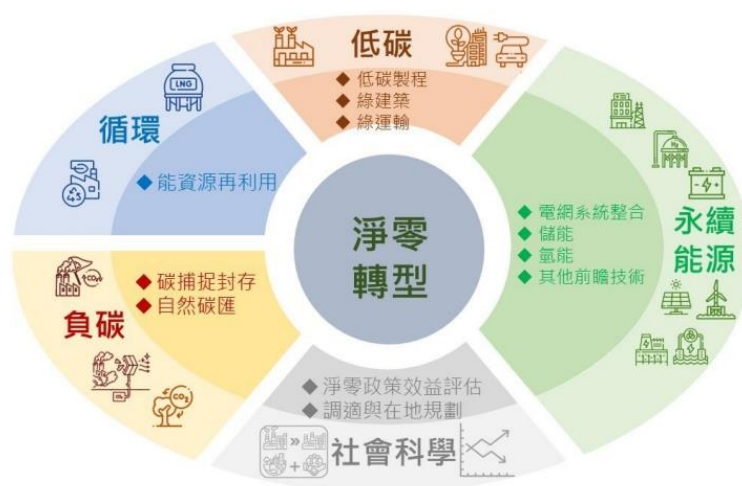 低碳
◆ 低碳製程
◆ 綠建築
◆ 綠運輸
循環
LNG
◆ 能資源再利用
永續
能源
◆ 電網系統整合
◆ 儲能
◆ 氫能
◆ 其他前瞻技術
淨零
轉型
負碳
◆ 碳捕捉封存
◆ 自然碳匯
CO₂
◆ 淨零政策效益評估
◆ 調適與在地規劃
社會科學